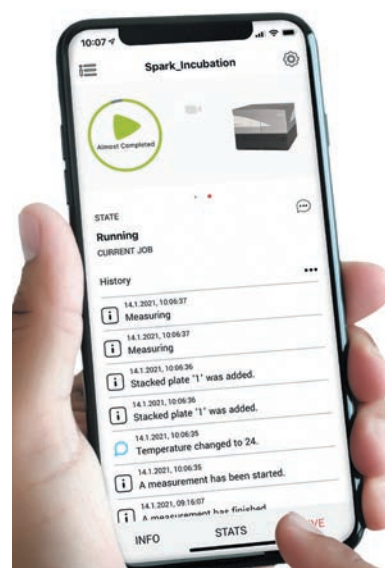 10:07
Spark_Incubation
Almost Completed
STATE
Running
CURRENT JOB
History
14.1.2021, 10:06:37
Measuring
14.1.2021, 10:06:37
Measuring
14.1.2021, 10:06:36
Stacked plate "1" was added.
14.1.2021, 10:06:36
Stacked plate "1" was added.
14.1.2021, 10:06:35
Temperature changed to 24.
14.1.2021, 10:06:35
A measurement has been started.
14.1.2021, 09:16:07
A measurement has finished
INFO STATS